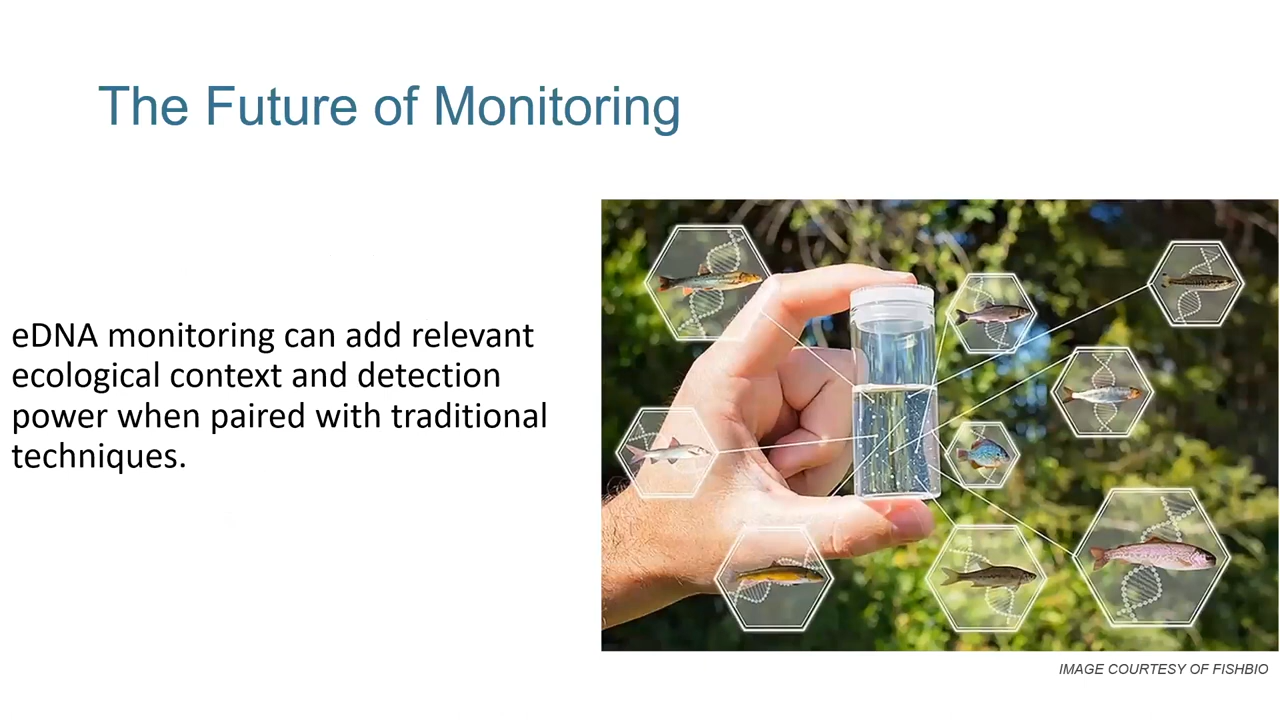 The Future of Monitoring
eDNA monitoring can add relevant
ecological context and detection
power when paired with traditional
techniques.
IMAGE COURTESY OF FISHBIO